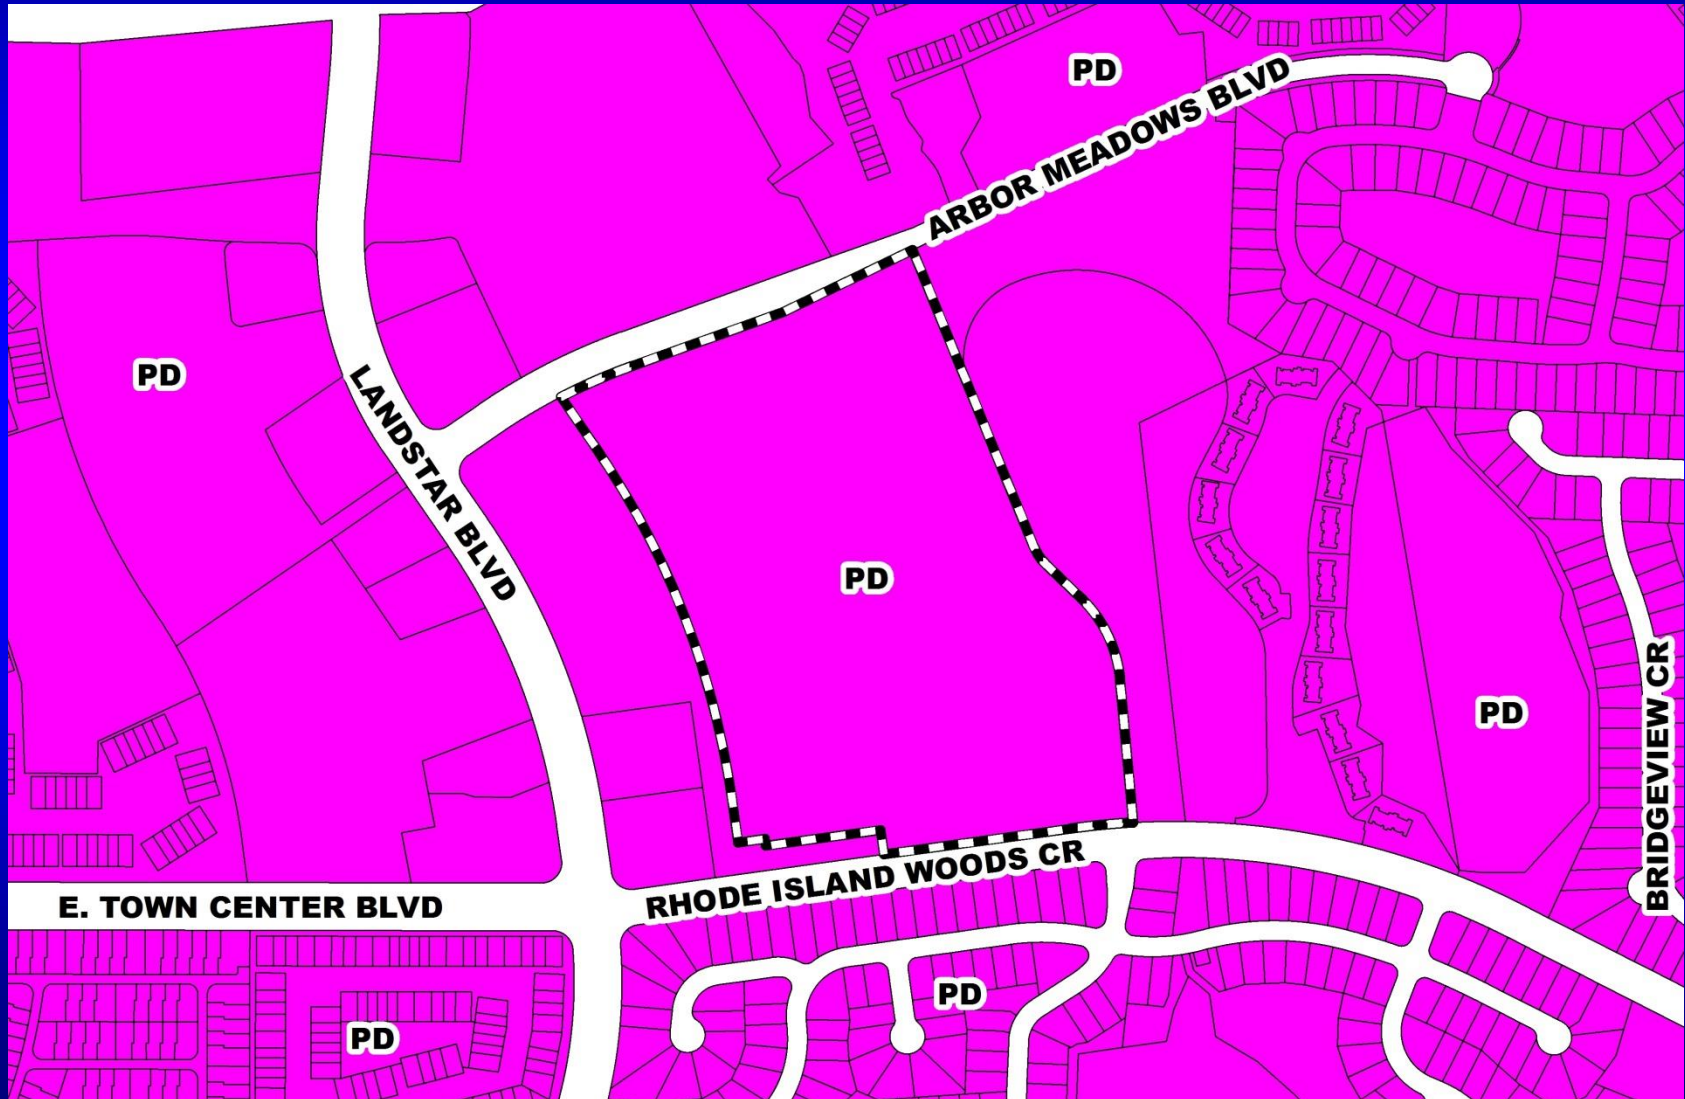 PD
ARBOR MEADOWS BLVD
PD
LANDSTAR BLVD
PD
PD
BRIDGEVIEW CR
RHODE ISLAND WOODS CR
E. TOWN CENTER BLVD
PD
PD